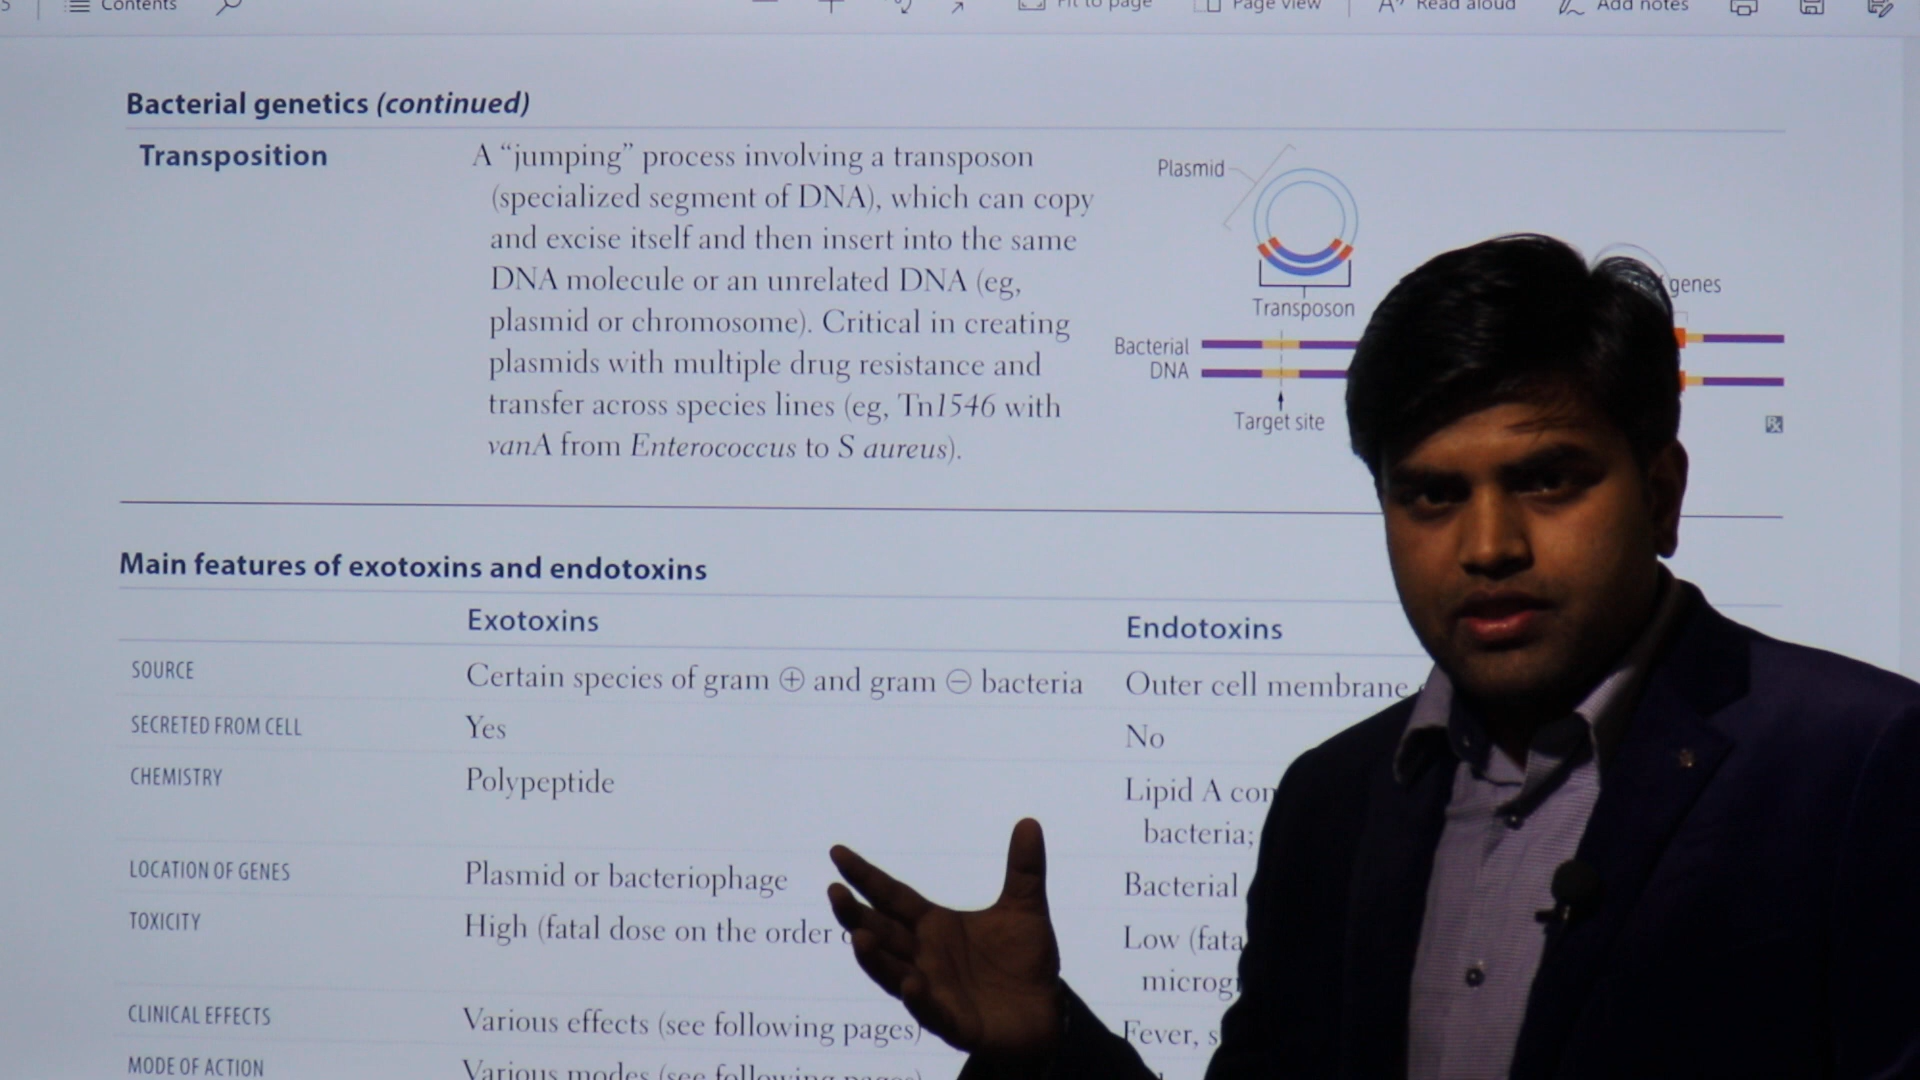 Contents
Fit to page
Page view
Read aloud
Add notes
Bacterial genetics (continued)
Transposition
A “jumping” process involving a transposon
(specialized segment of DNA), which can copy
and excise itself and then insert into the same
DNA molecule or an unrelated DNA (eg,
plasmid or chromosome). Critical in creating
plasmids with multiple drug resistance and
transfer across species lines (eg, Tn1546 with
vanA from Enterococcus to S aureus).
Plasmid
Transposon
genes
Bacterial
DNA
Target site
Main features of exotoxins and endotoxins
Exotoxins Endotoxins
SOURCE Certain species of gram ⊕ and gram ⊖ bacteria Outer cell membrane
SECRETED FROM CELL Yes No
CHEMISTRY Polypeptide Lipid A
bacteria;
LOCATION OF GENES Plasmid or bacteriophage Bacterial
TOXICITY High (fatal dose on the order Low
CLINICAL EFFECTS Various effects (see following pages) Fever,
MODE OF ACTION Various modes (see following pages)